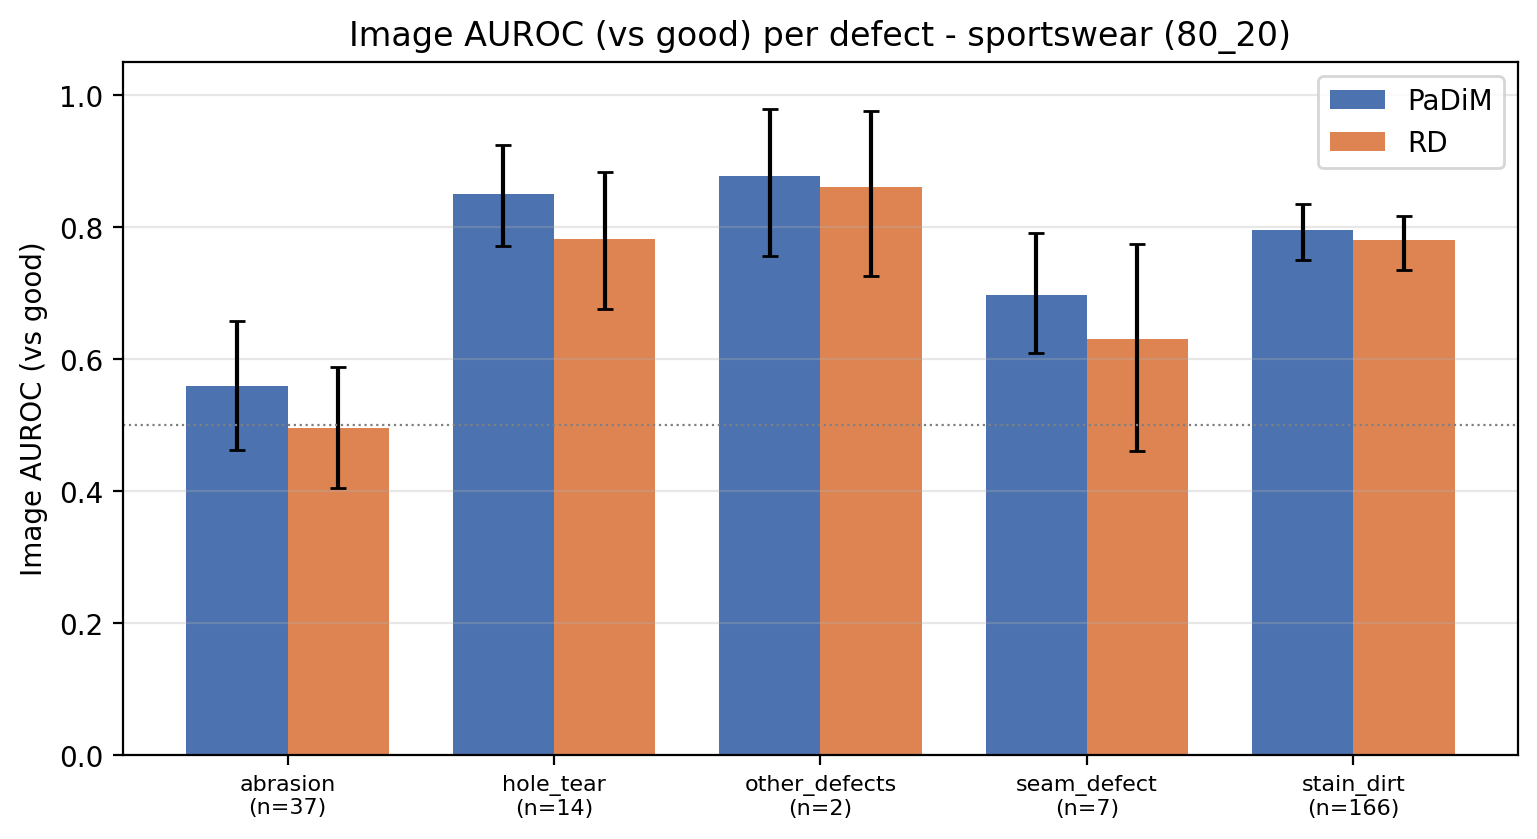 Image AUROC (vs good) per defect - sportswear (80_20)
PaDiM
RD
Image AUROC (vs good)
1.0
0.8
0.6
0.4
0.2
0.0
abrasion
(n=37)
hole_tear
(n=14)
other_defects
(n=2)
seam_defect
(n=7)
stain_dirt
(n=166)